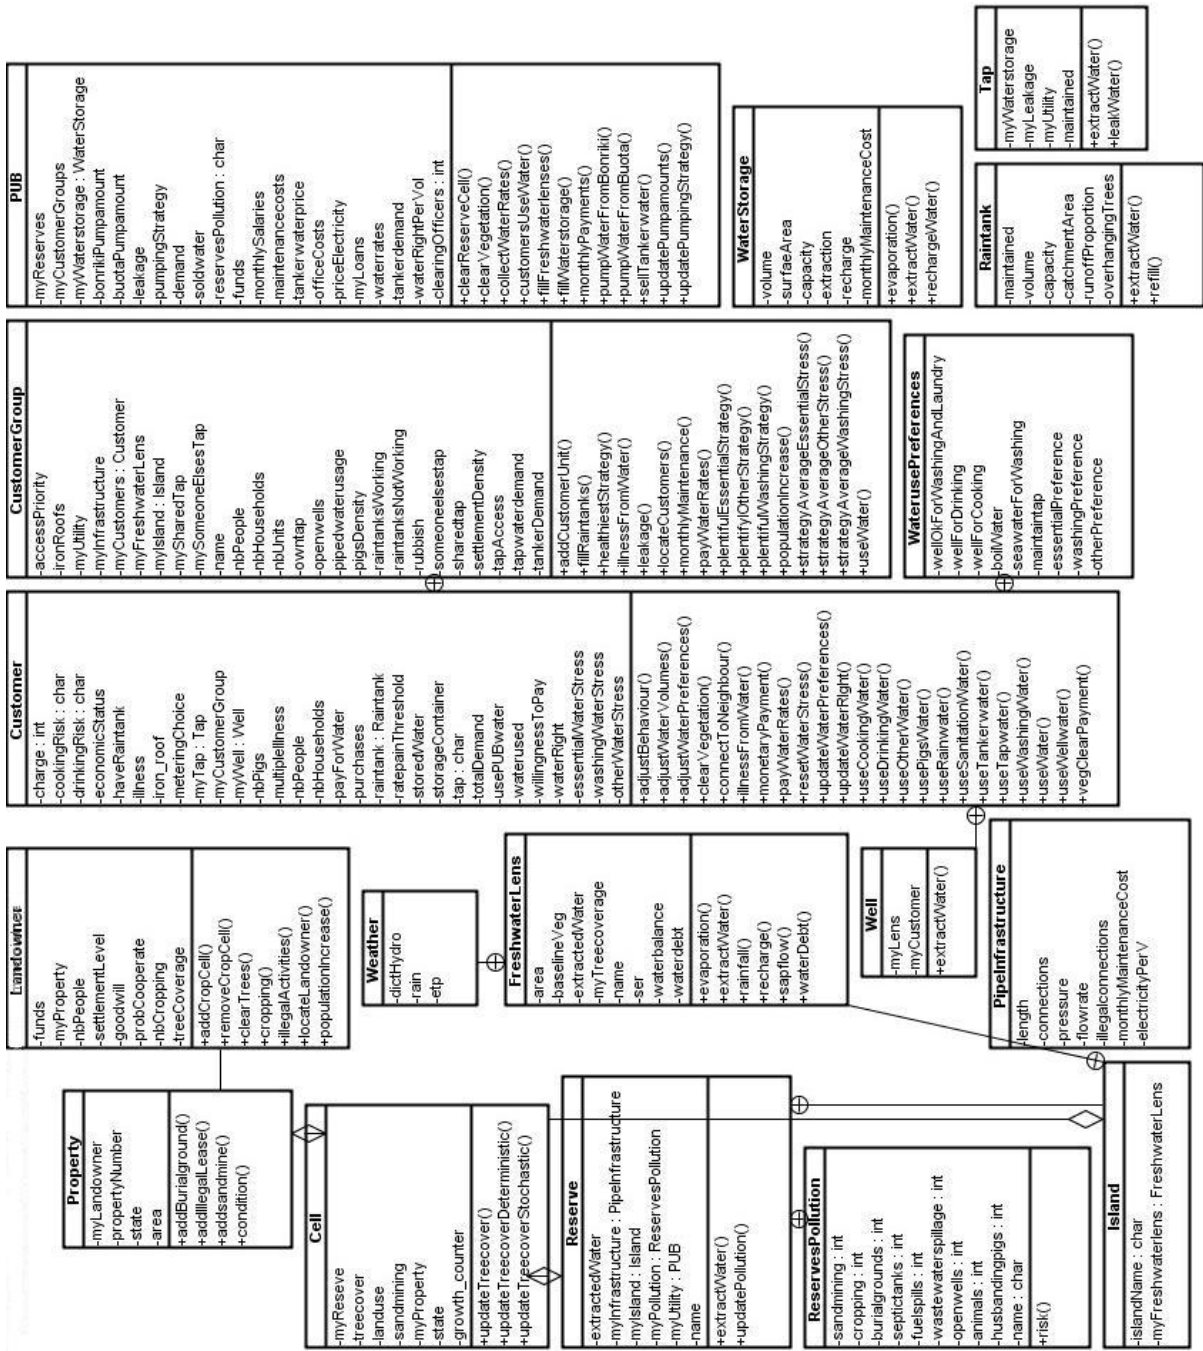 Landowner
-funds
-myProperty
-nbPeople
-settlementLevel
-goodwill
-probCooperate
-nbCropping
-treeCoverage
+addCropCell()
+removeCropCell()
+clearTrees()
+cropping()
+illegalActivities()
+locateLandowner()
+populationIncrease()
Customer
-charge : int
-cookingRisk : char
-drinkingRisk : char
-economicStatus
-haveRaintank
-illness
-iron_roof
-meteringChoice
-myTap : Tap
-myCustomerGroup
-myWell : Well
-nbPigs
-multipleIllness
-nbPeople
-nbHouseholds
-payForWater
-purchases
-raintank : Raintank
-ratepainThreshold
-storedWater
-storageContainer
-tap : char
-totalDemand
-usePUBwater
-waterused
-willingnessToPay
-waterRight
-essentialWaterStress
-washingWaterStress
-otherWaterStress
+adjustBehaviour()
+adjustWaterVolumes()
+adjustWaterPreferences()
+clearVegetation()
+connectToNeighbour()
+illnessFromWater()
+monetaryPayment()
+payWaterRates()
+resetWaterStress()
+updateWaterPreferences()
+updateWaterRight()
+useCookingWater()
+useDrinkingWater()
+useOtherWater()
+usePigsWater()
+useRainwater()
+useSanitationWater()
+useTankerwater()
+useTapwater()
+useWashingWater()
+useWater()
+useWellwater()
+vegClearPayment()
CustomerGroup
-accessPriority
-ironRoofs
-myUtility
-myInfrastructure
-myCustomers : Customer
-myFreshwaterLens
-myIsland : Island
-mySharedTap
-mySomeoneElsesTap
-name
-nbPeople
-nbHouseholds
-nbUnits
-owntap
-openwells
-pipedwaterusage
-pigsDensity
-raintanksWorking
-raintanksNotWorking
-rubbish
-someoneelsestap
-sharedtap
-settlementDensity
-tapAccess
-tapwaterdemand
-tankerDemand
+addCustomerUnit()
+fillRaintanks()
+healthiestStrategy()
+illnessFromWater()
+leakage()
+locateCustomers()
+monthlyMaintenance()
+payWaterRates()
+plentifulEssentialStrategy()
+plentifylOtherStrategy()
+plentifulWashingStrategy()
+populationIncrease()
+strategyAverageEssentialStress()
+strategyAverageOtherStress()
+strategyAverageWashingStress()
+useWater()
PUB
-myReserves
-myCustomerGroups
-myWaterstorage : WaterStorage
-bonrikiPumpamount
-buotaPumpamount
-leakage
-pumpingStrategy
-demand
-soldwater
-reservesPollution : char
-funds
-monthlySalaries
-maintenancecosts
-tankerwaterprice
-officeCosts
-priceElectricity
-myLoans
-waterrates
-tankerdemand
-waterRightPerVol
-clearingOfficers : int
+clearReserveCell()
+clearVegetation()
+collectWaterRates()
+customersUseWater()
+fillFreshwaterlenses()
+fillWaterstorage()
+monthlyPayments()
+pumpWaterFromBonriki()
+pumpWaterFromBuota()
+sellTankerwater()
+updatePumpamounts()
+updatePumpingStrategy()
Property
-myLandowner
-propertyNumber
-state
-area
+addBurialground()
+addIllegalLease()
+addsandmine()
+condition()
Cell
-myReseve
-treecover
-landuse
-sandmining
-myProperty
-state
-growth_counter
+updateTreecover()
+updateTreecoverDeterministic()
+updateTreecoverStochastic()
Weather
-dictHydro
-rain
-etp
FreshwaterLens
-area
-baselineVeg
-extractedWater
-myTreecoverage
-name
-ser
-waterbalance
-waterdebt
+evaporation()
+extractWater()
+rainfall()
+recharge()
+sapflow()
+waterDebt()
Reserve
+extractedWater
-myInfrastructure : PipeInfrastructure
-myIsland : Island
-myPollution : ReservesPollution
-myUtility : PUB
-name
+extractWater()
+updatePollution()
WaterStorage
-volume
-surfaeArea
-capacity
-extraction
-recharge
-monthlyMaintenanceCost
+evaporation()
+extractWater()
+rechargeWater()
ReservesPollution
-sandmining : int
-cropping : int
-burialgrounds : int
-septictanks : int
-fuelspills : int
-wastewaterspillage : int
-openwells : int
-animals : int
-husbandingpigs : int
-name : char
+risk()
Well
-myLens
-myCustomer
+extractWater()
WaterusePreferences
-wellOkForWashingAndLaundry
-wellForDrinking
-wellForCooking
-boilWater
-seawaterForWashing
-maintaintap
-essentialPreference
-washingPreference
-otherPreference
Raintank
-maintained
-volume
-capacity
-catchmentArea
-runoffProportion
-overhangingTrees
+extractWater()
+refill()
Tap
-myWaterstorage
-myLeakage
-myUtility
-maintained
+extractWater()
+leakWater()
PipeInfrastructure
-length
-connections
-pressure
-flowrate
-illegalconnections
-monthlyMaintenanceCost
-electricityPerV
Island
-islandName : char
-myFreshwaterlens : FreshwaterLens